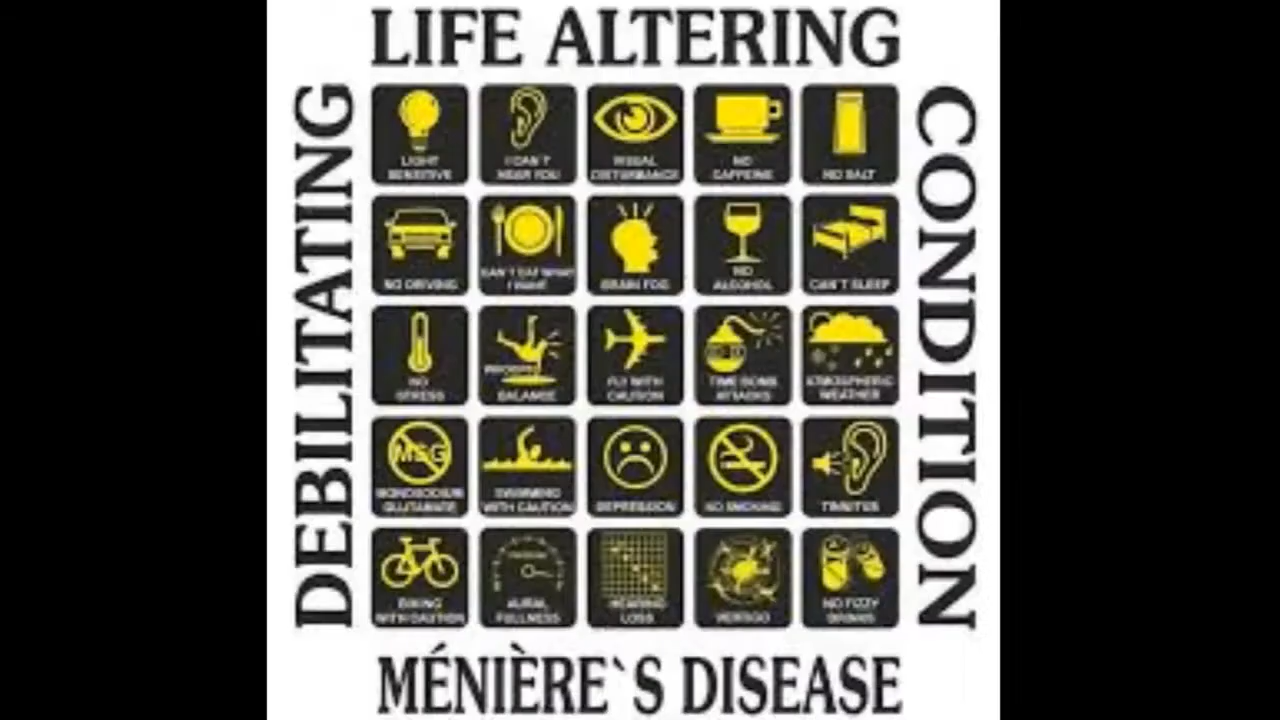 LIFE ALTERING
DEBILITATING
CONDITION
LIGHT
SENSITIVE
I CAN'T
HEAR YOU
VISUAL
DISTURBANCE
NO
CAFFEINE
NO SALT
NO DRIVING
CAN'T EAT WHAT
I WANT
BRAIN FOG
NO
ALCOHOL
CAN'T SLEEP
NO
STRESS
BALANCE
FLY WITH
CAUTION
TIME BOMB
ATTACKS
ATMOSPHERIC
WEATHER
MSG
MONOSODIUM
GLUTAMATE
SWIMMING
WITH CAUTION
DEPRESSION
NO SMOKING
TINNITUS
BIKING
WITH CAUTION
AURAL
FULLNESS
HEARING
LOSS
VERTIGO
NO FIZZY
DRINKS
MÉNIÈRE`S DISEASE